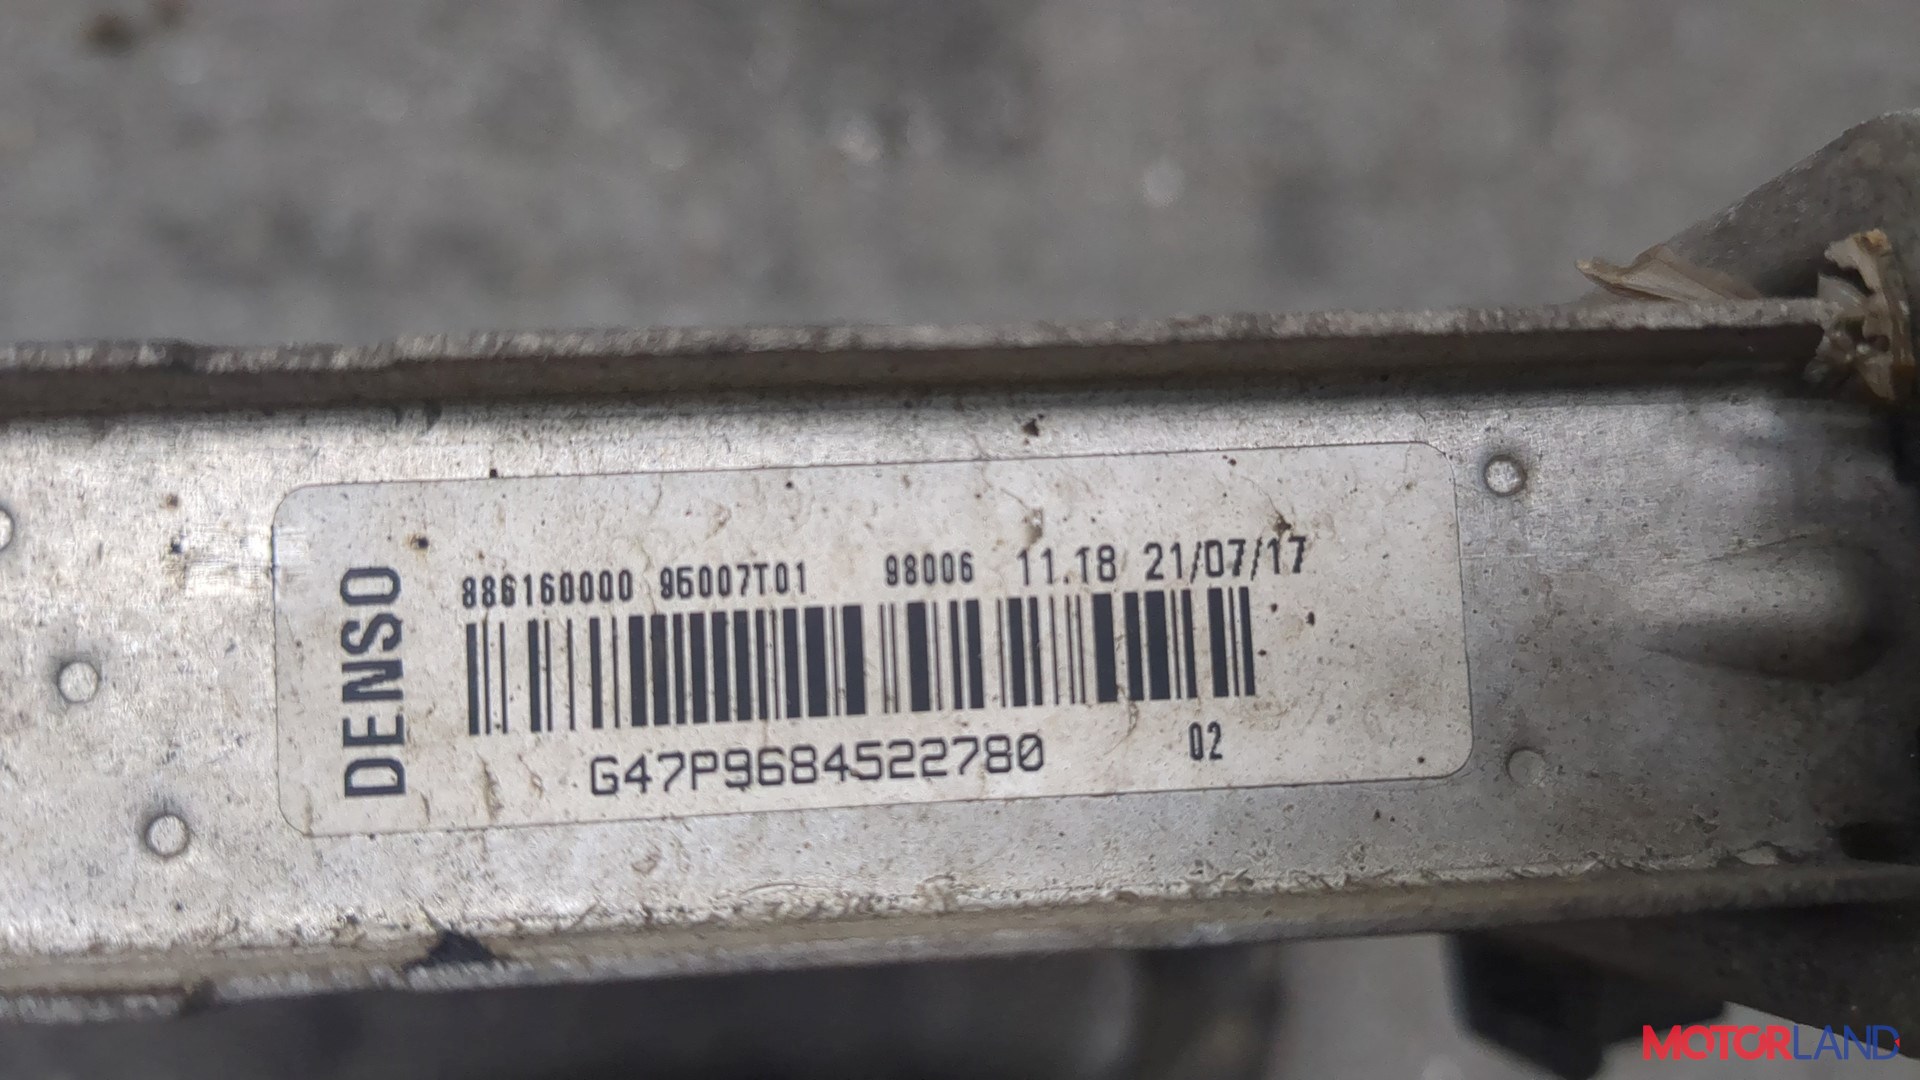 DENSO
886160000 95007T01 98006 11.18 21/07/17
G47P9684522780 02
MOTORLAND